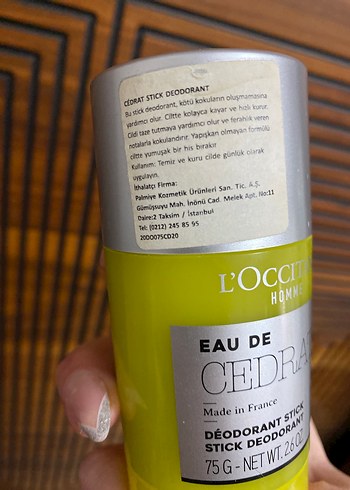 CÉDRAT STICK DEODORANT
Bu stick deodorant, kötü kokuların oluşmamasına
yardımcı olur. Ciltte kolayca kayar ve hızlı kurur.
Cildi taze tutmaya yardımcı olur ve ferahlık veren
notalarla kokulandırır. Yapışkan olmayan formülü
ciltte yumuşak bir his bırakır
Kullanım: Temiz ve kuru cilde günlük olarak
uygulayın.
İthalatçı Firma:
Palmiye Kozmetik Ürünleri San. Tic. A.Ş.
Gümüşsuyu Mah. İnönü Cad. Melek Apt. No:11
Daire:2 Taksim / İstanbul
Tel: (0212) 245 85 95
20DO075CD20
L'OCCIT
HOMME
EAU DE
CEDRA
Made in France
DÉODORANT STICK
STICK DEODORANT
75 G - NET WT. 2.6 OZ